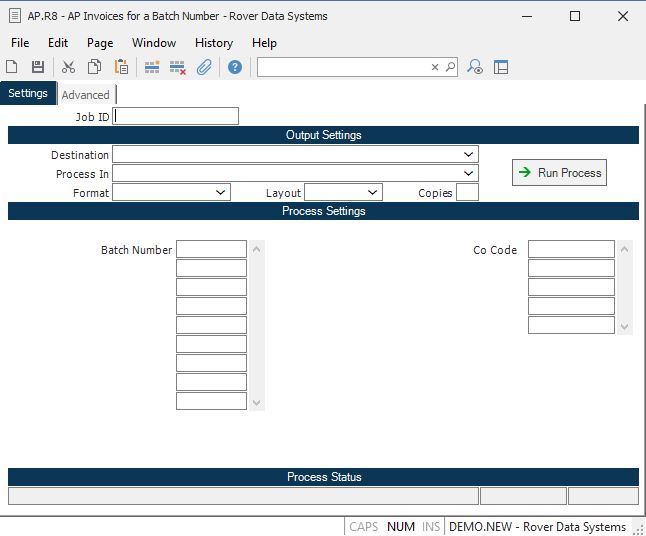 AP.R8 - AP Invoices for a Batch Number - Rover Data Systems
File Edit Page Window History Help
Settings Advanced
Job ID
Output Settings
Destination
Process In
Run Process
Format Layout Copies
Process Settings
Batch Number Co Code
Process Status
CAPS NUM INS DEMO.NEW - Rover Data Systems